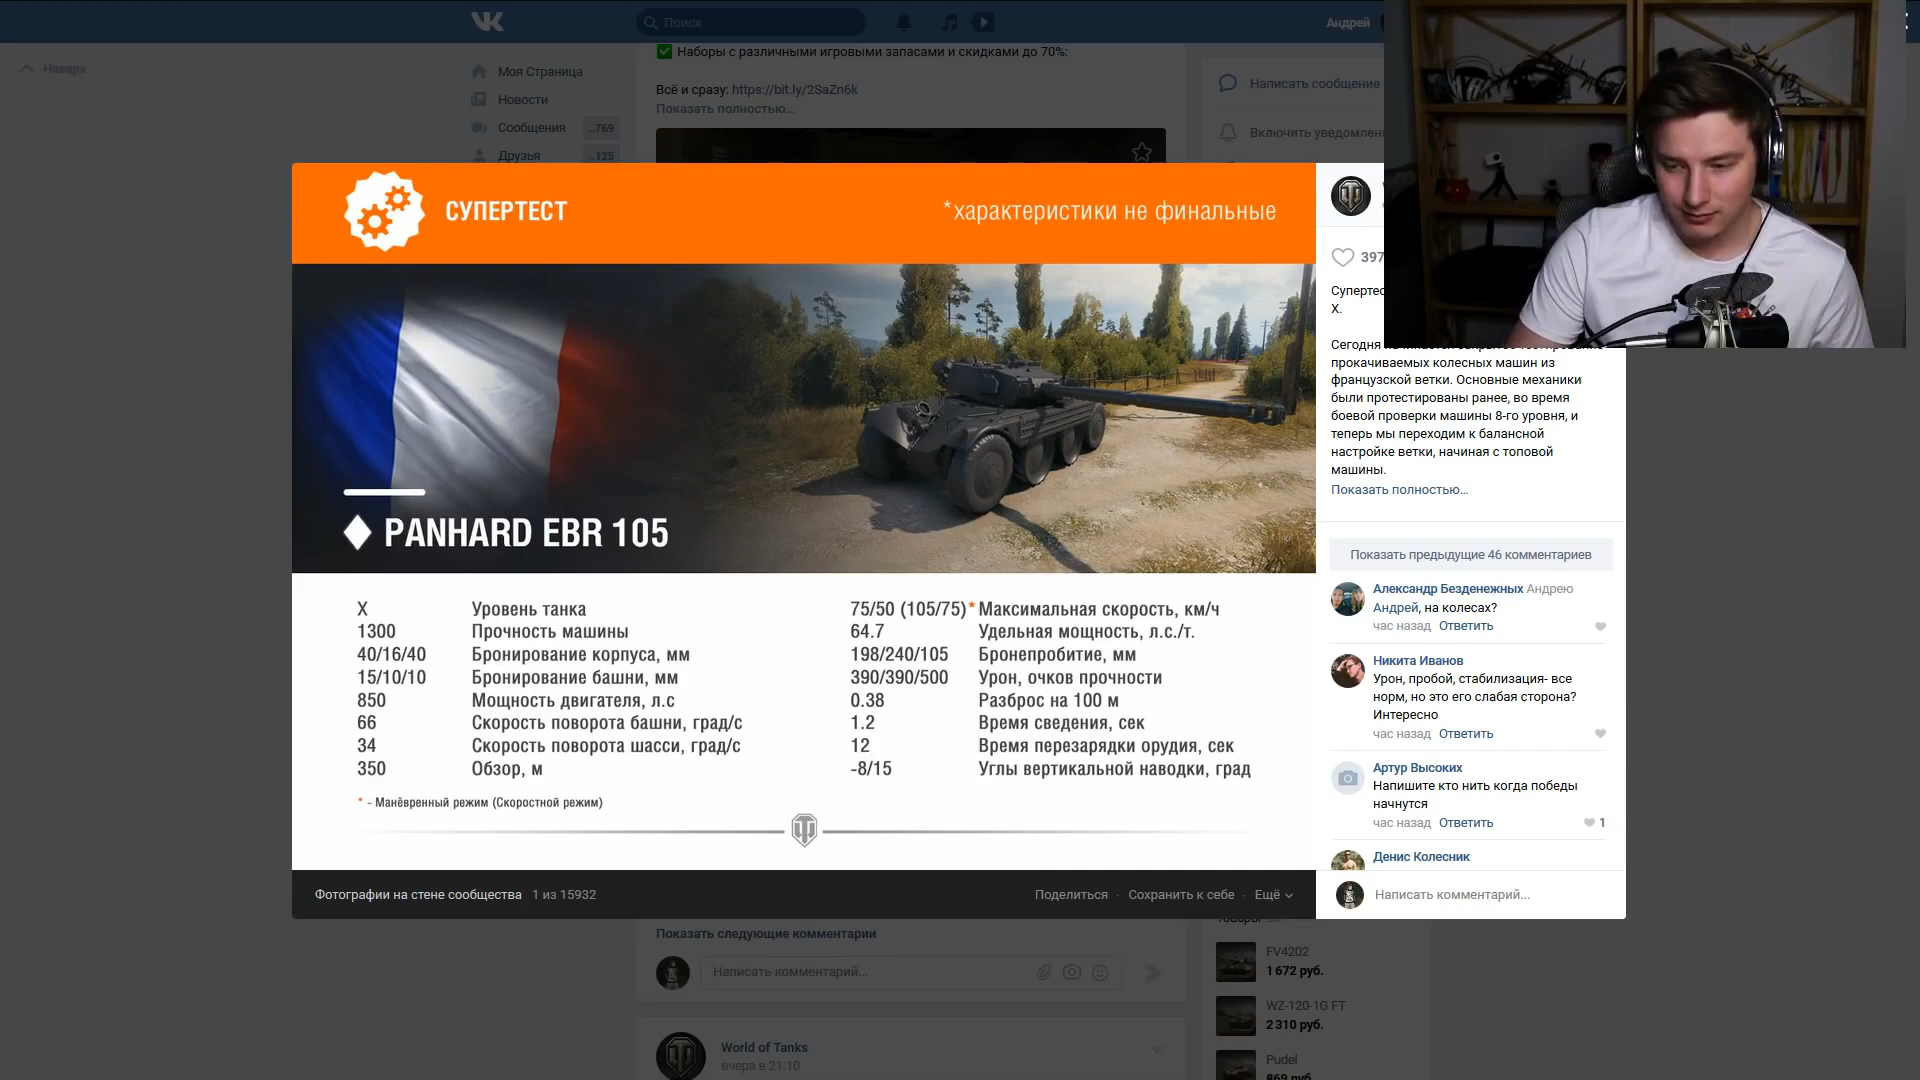 Поиск
Андрей
Наверх
Моя Страница
Новости
Сообщения
..769
Друзья
..125
Наборы с различными игровыми запасами и скидками до 70%:
Всё и сразу: https://bit.ly/2SaZn6k
Показать полностью…
Написать сообщение
СУПЕРТЕСТ
*характеристики не финальные
PANHARD EBR 105
X Уровень танка
1300 Прочность машины
40/16/40 Бронирование корпуса, мм
15/10/10 Бронирование башни, мм
850 Мощность двигателя, л.с
66 Скорость поворота башни, град/с
34 Скорость поворота шасси, град/с
350 Обзор, м
75/50 (105/75)* Максимальная скорость, км/ч
64.7 Удельная мощность, л.с./т.
198/240/105 Бронепробитие, мм
390/390/500 Урон, очков прочности
0.38 Разброс на 100 м
1.2 Время сведения, сек
12 Время перезарядки орудия, сек
-8/15 Углы вертикальной наводки, град
* - Манёвренный режим (Скоростной режим)
Фотографии на стене сообщества 1 из 15932
Поделиться · Сохранить к себе · Ещё
397
X.
Сегодня
прокачиваемых колесных машин из
французской ветки. Основные механики
были протестированы ранее, во время
боевой проверки машины 8-го уровня, и
теперь мы переходим к балансной
настройке ветки, начиная с топовой
машины.
Показать полностью…
Показать предыдущие 46 комментариев
Александр Безденежных Андрею
Андрей, на колесах?
час назад Ответить
Никита Иванов
Урон, пробой, стабилизация- все
норм, но это его слабая сторона?
Интересно
час назад Ответить
Артур Высоких
Напишите кто нить когда победы
начнутся
час назад Ответить
1
Денис Колесник
Написать комментарий...
Показать следующие комментарии
Написать комментарий...
World of Tanks
вчера в 21:10
FV4202
1 672 руб.
WZ-120-1G FT
2 310 руб.
Pudel
869 руб.